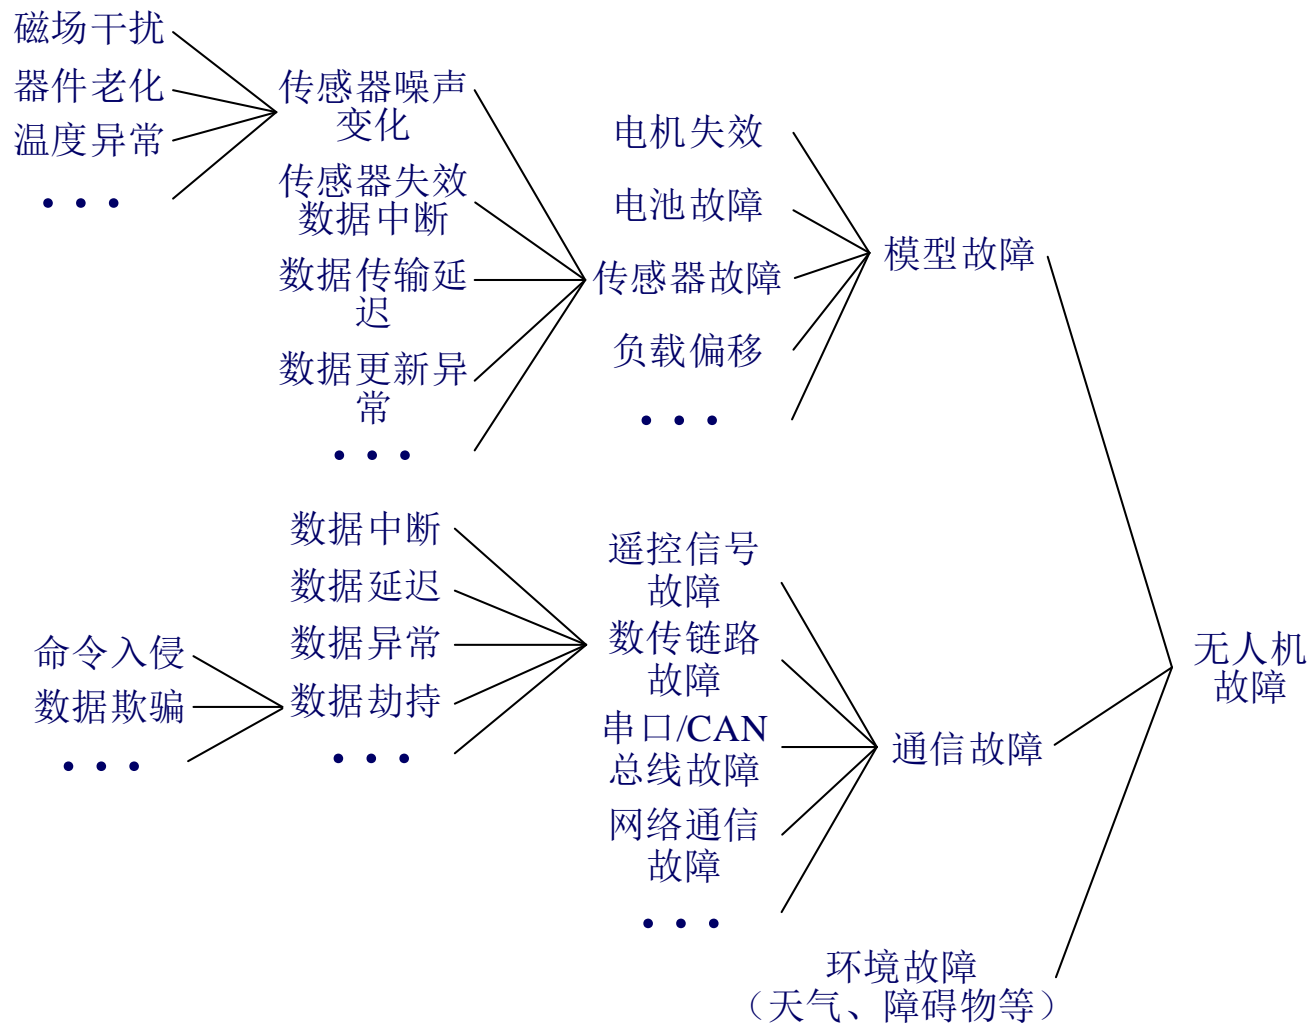 磁场干扰
器件老化
温度异常
• • •
传感器噪声
变化
传感器失效
数据中断
数据传输延
迟
数据更新异
常
• • •
电机失效
电池故障
传感器故障
负载偏移
• • •
模型故障
命令入侵
数据欺骗
• • •
数据中断
数据延迟
数据异常
数据劫持
• • •
遥控信号
故障
数传链路
故障
串口/CAN
总线故障
网络通信
故障
• • •
通信故障
环境故障
（天气、障碍物等）
无人机
故障